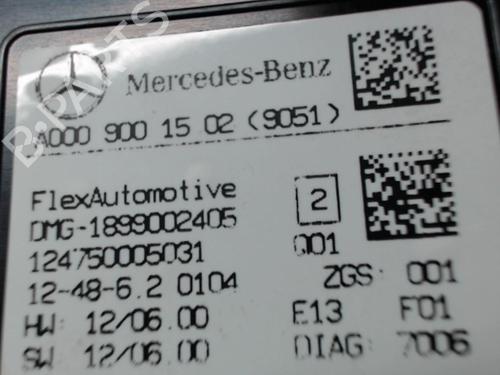 Mercedes-Benz
A000 900 15 02 (9051)
FlexAutomotive
2
DMG-1899002405
001
124750005031
12-48-6.2 0104
ZGS: 001
HW: 12/06.00
E13 F01
SW: 12/06.00
DIAG: 7006
B-PARTS